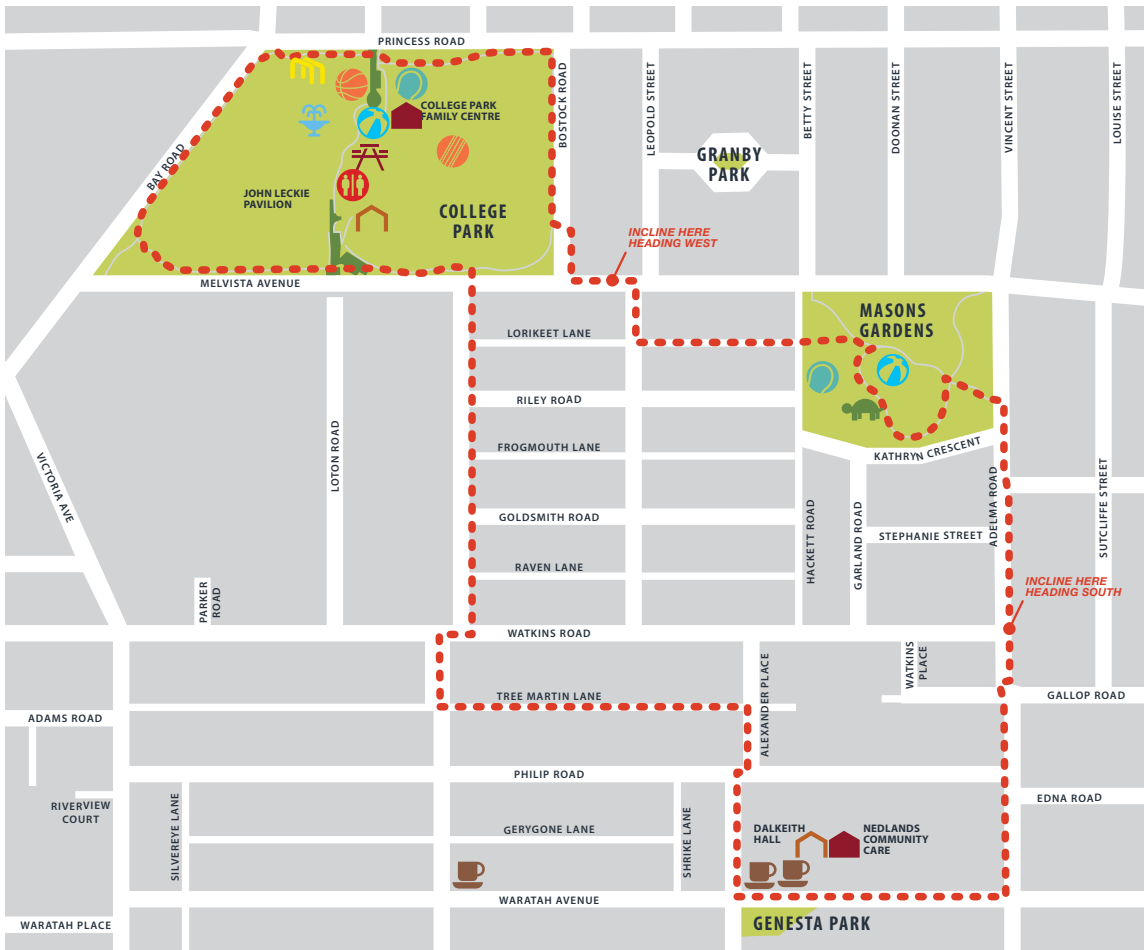 PRINCESS ROAD
COLLEGE PARK
FAMILY CENTRE
BOSTOCK ROAD
LEOPOLD STREET
BETTY STREET
DOONAN STREET
VINCENT STREET
LOUISE STREET
GRANBY
PARK
BAY ROAD
JOHN LECKIE
PAVILION
COLLEGE
PARK
INCLINE HERE
HEADING WEST
MELVISTA AVENUE
MASONS
GARDENS
LORIKEET LANE
RILEY ROAD
FROGMOUTH LANE
KATHRYN CRESCENT
VICTORIA AVE
LOTON ROAD
GOLDSMITH ROAD
HACKETT ROAD
GARLAND ROAD
STEPHANIE STREET
ADELMA ROAD
SUTCLIFFE STREET
RAVEN LANE
PARKER
ROAD
INCLINE HERE
HEADING SOUTH
WATKINS ROAD
ALEXANDER PLACE
WATKINS
PLACE
TREE MARTIN LANE
GALLOP ROAD
ADAMS ROAD
PHILIP ROAD
RIVERVIEW
COURT
SILVEREYE LANE
GERYGONE LANE
SHRIKE LANE
DALKEITH
HALL
NEDLANDS
COMMUNITY
CARE
EDNA ROAD
WARATAH AVENUE
WARATAH PLACE
GENESTA PARK